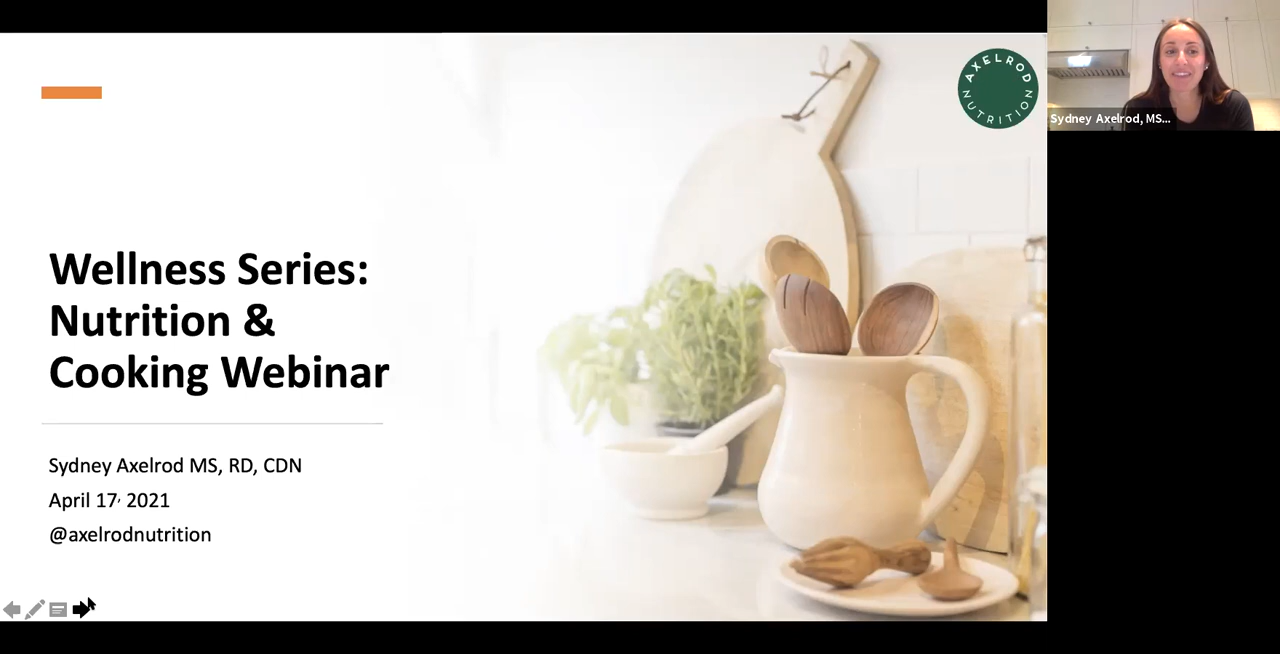 AXELROD
NUTRITION
Sydney Axelrod, MS...
Wellness Series:
Nutrition &
Cooking Webinar
Sydney Axelrod MS, RD, CDN
April 17, 2021
@axelrodnutrition